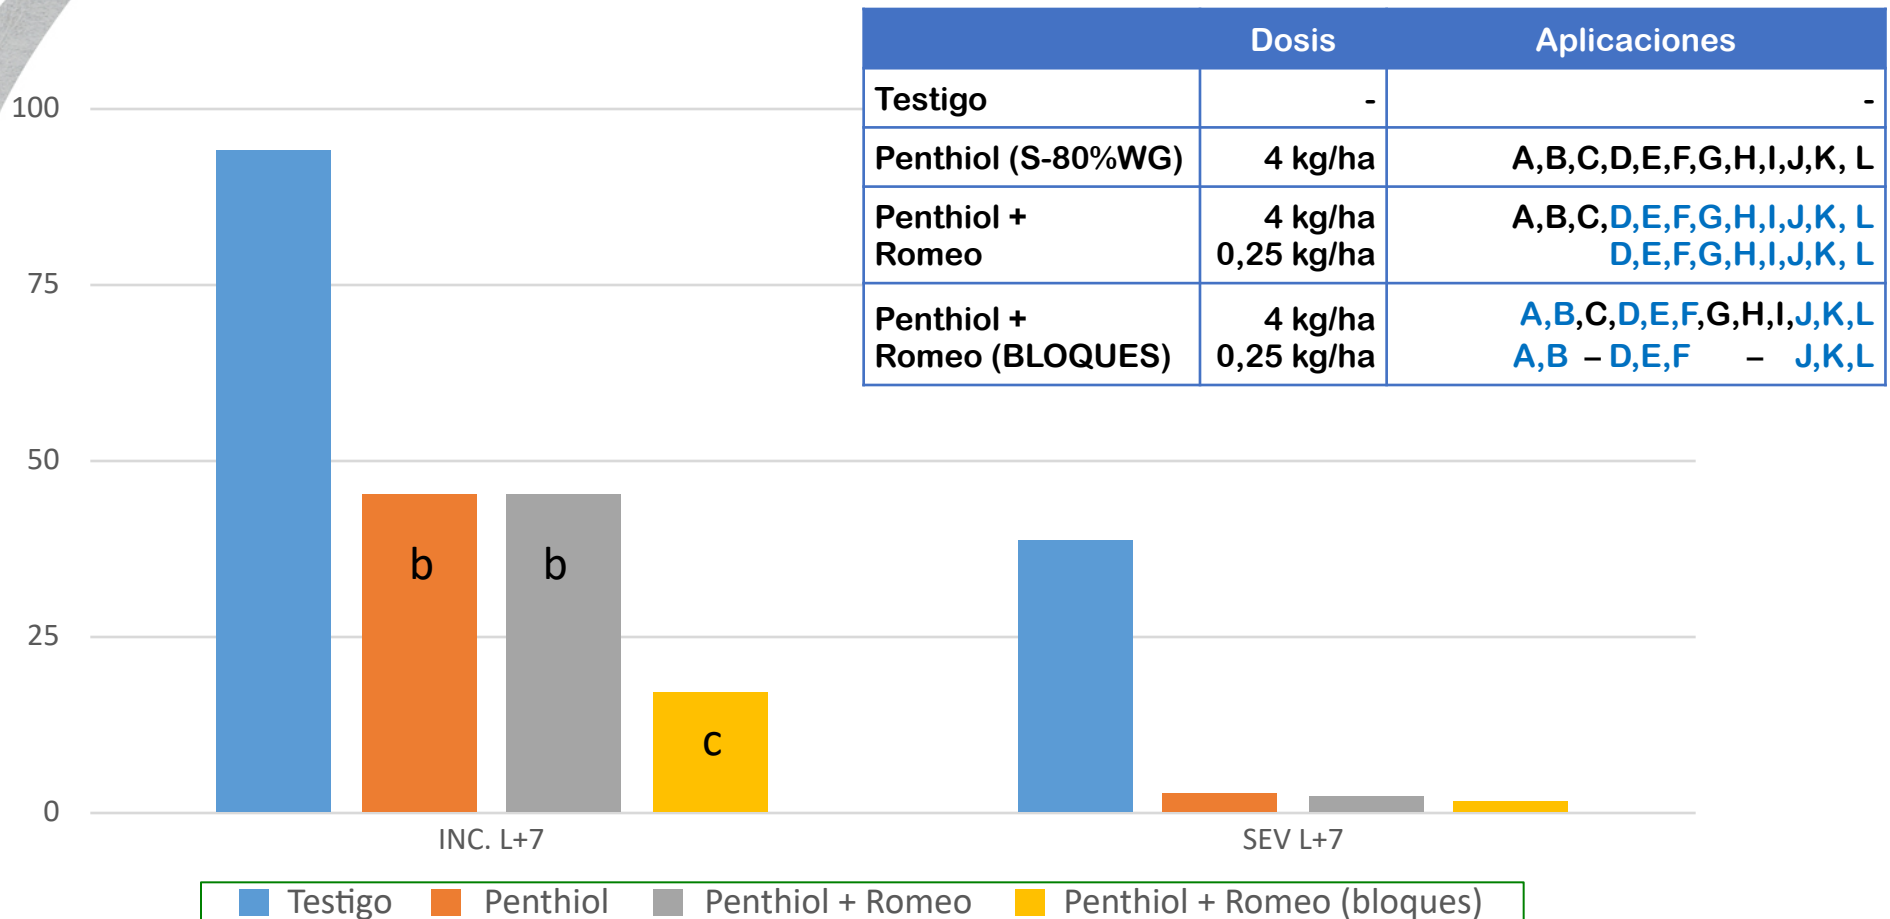 Dosis Aplicaciones
Testigo - -
Penthiol (S-80%WG) 4 kg/ha A,B,C,D,E,F,G,H,I,J,K, L
Penthiol + 4 kg/ha A,B,C,D,E,F,G,H,I,J,K, L
Romeo 0,25 kg/ha D,E,F,G,H,I,J,K, L
Penthiol + 4 kg/ha A,B,C,D,E,F,G,H,I,J,K,L
Romeo (BLOQUES) 0,25 kg/ha A,B – D,E,F – J,K,L
100
75
50
25
0
b b
c
INC. L+7 SEV L+7
Testigo Penthiol Penthiol + Romeo Penthiol + Romeo (bloques)